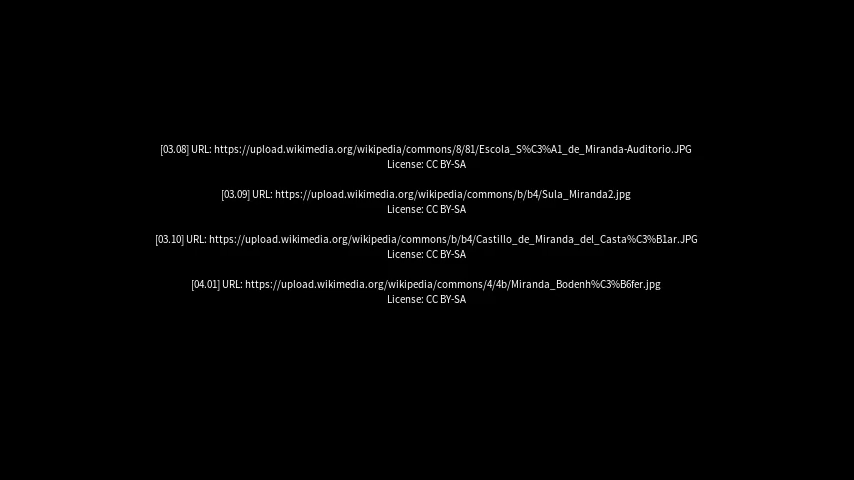 [03.08] URL: https://upload.wikimedia.org/wikipedia/commons/8/81/Escola_S%C3%A1_de_Miranda-Auditorio.JPG
License: CC BY-SA
[03.09] URL: https://upload.wikimedia.org/wikipedia/commons/b/b4/Sula_Miranda2.jpg
License: CC BY-SA
[03.10] URL: https://upload.wikimedia.org/wikipedia/commons/b/b4/Castillo_de_Miranda_del_Casta%C3%B1ar.JPG
License: CC BY-SA
[04.01] URL: https://upload.wikimedia.org/wikipedia/commons/4/4b/Miranda_Bodenh%C3%B6fer.jpg
License: CC BY-SA